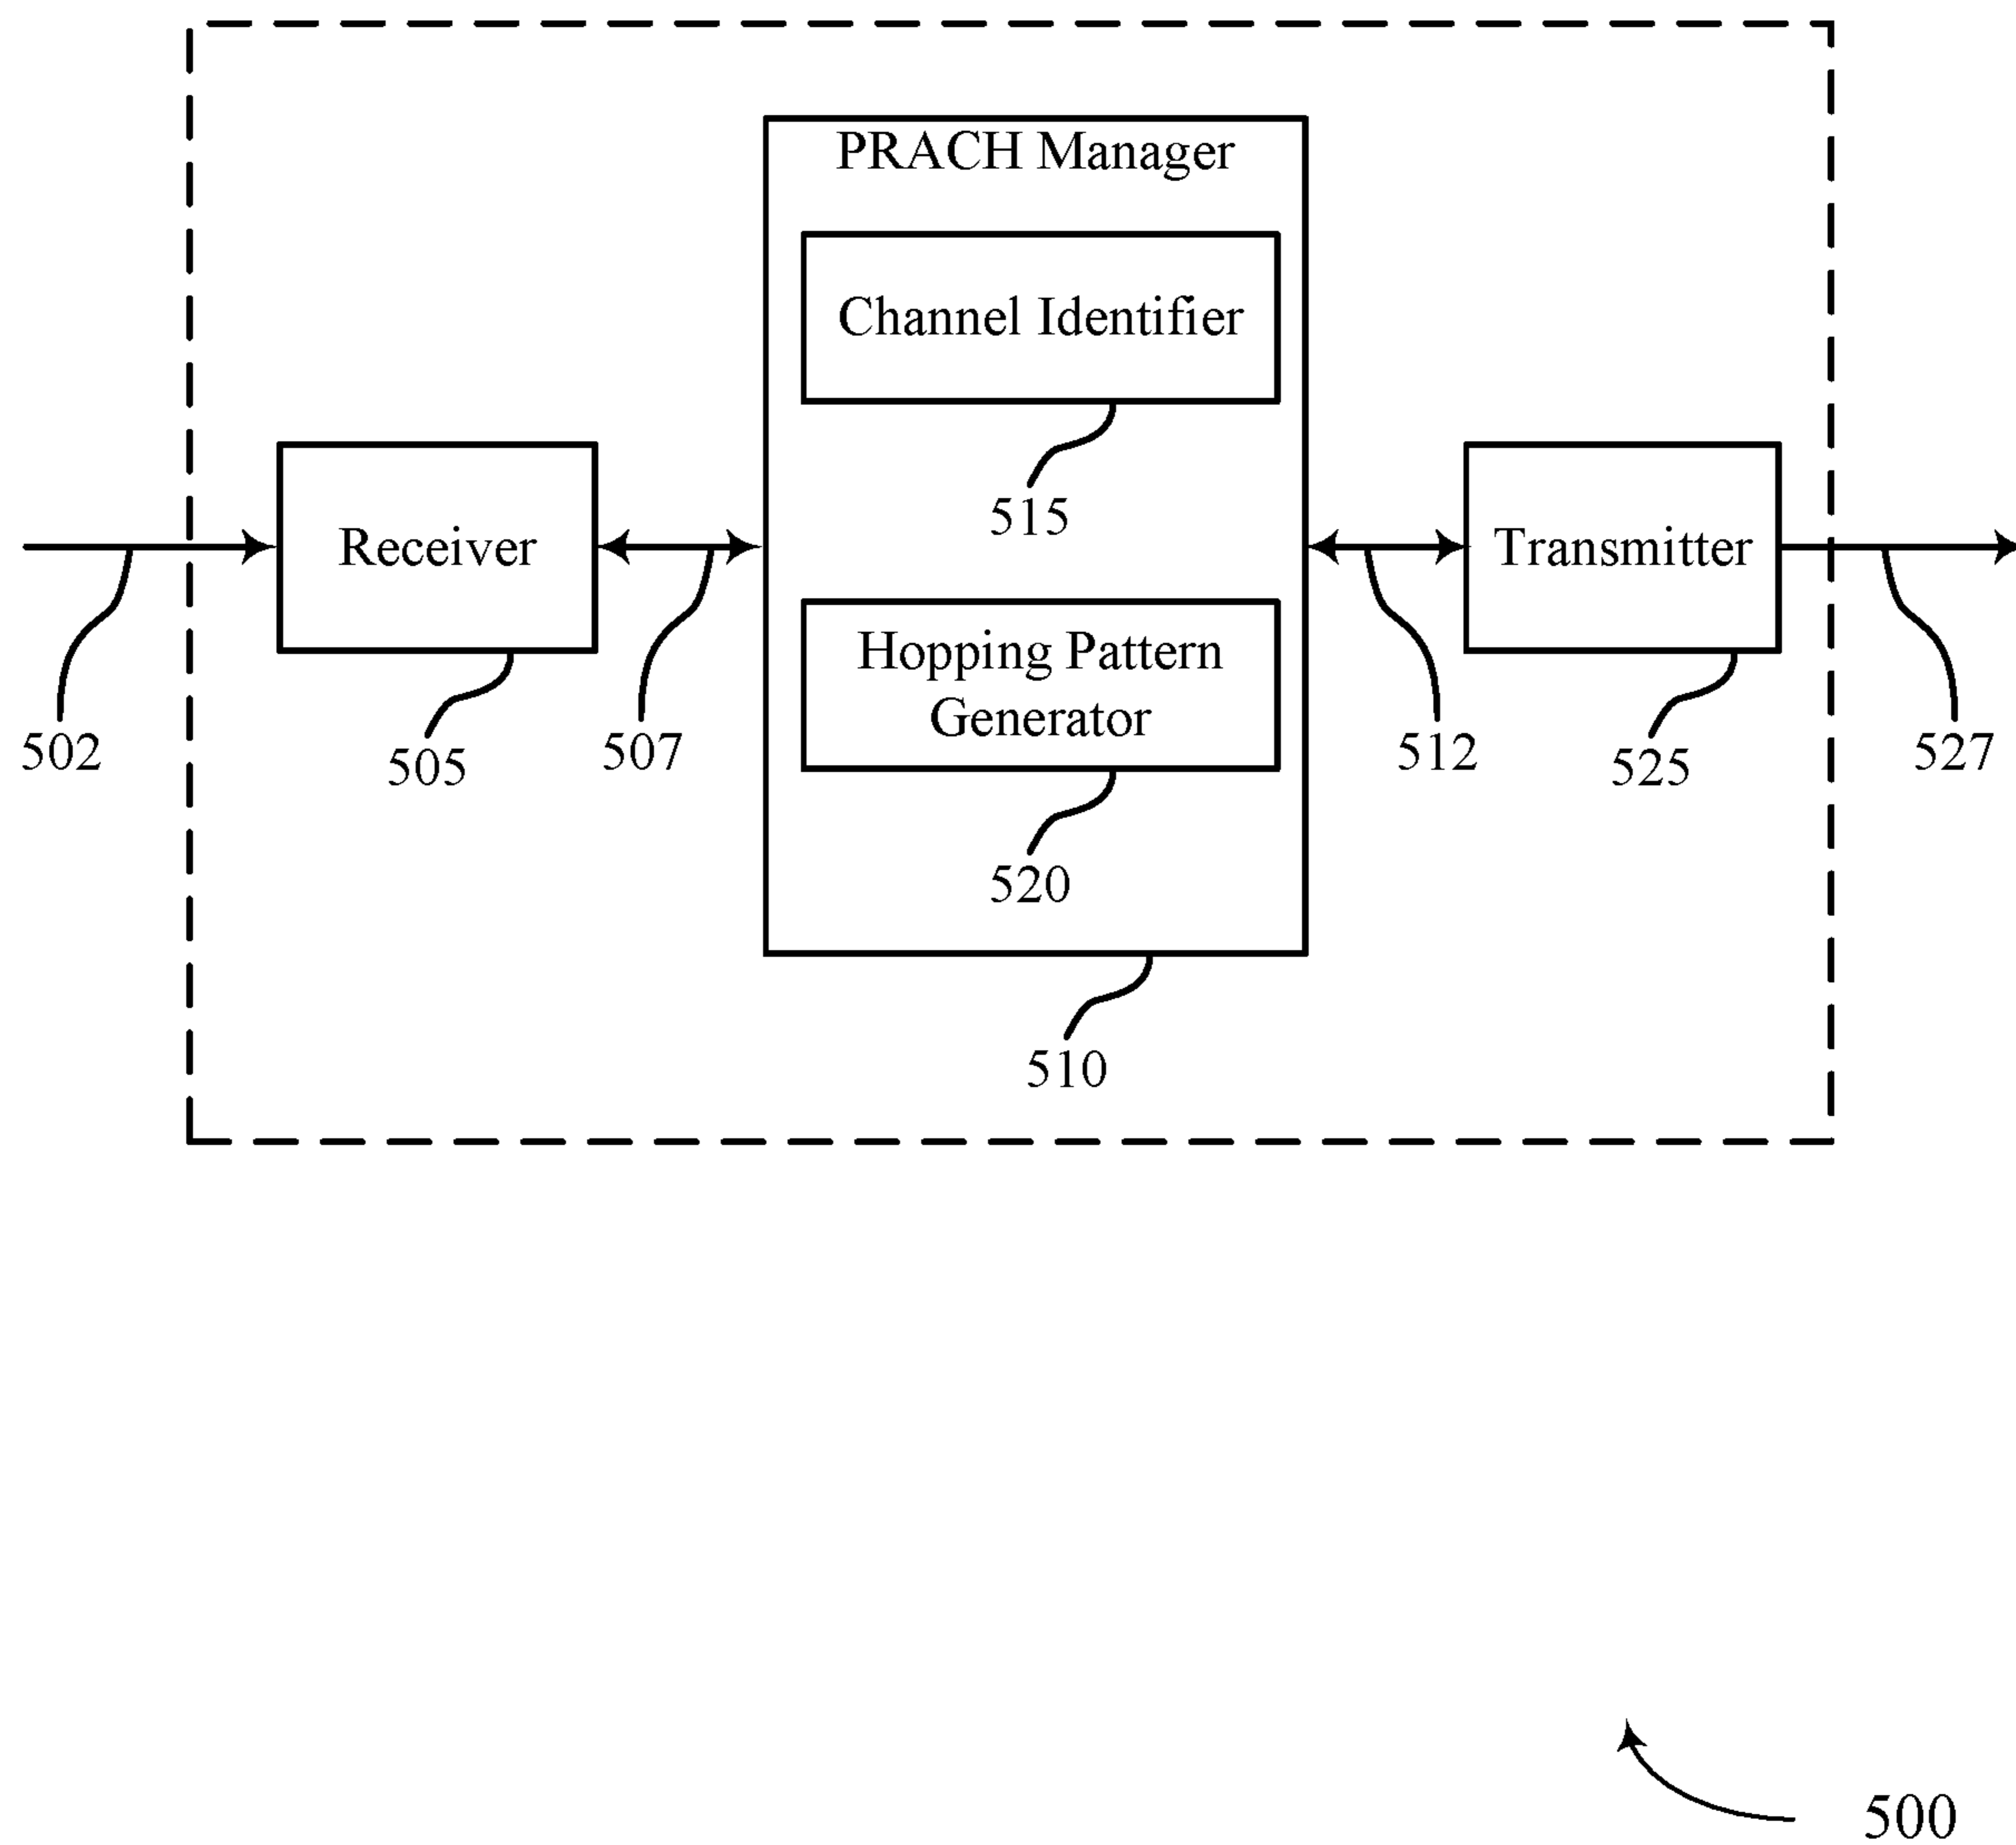 PRACH Manager
Channel Identifier
515
Receiver
Transmitter
Hopping Pattern
Generator
502
505
507
512
525
527
520
510
500